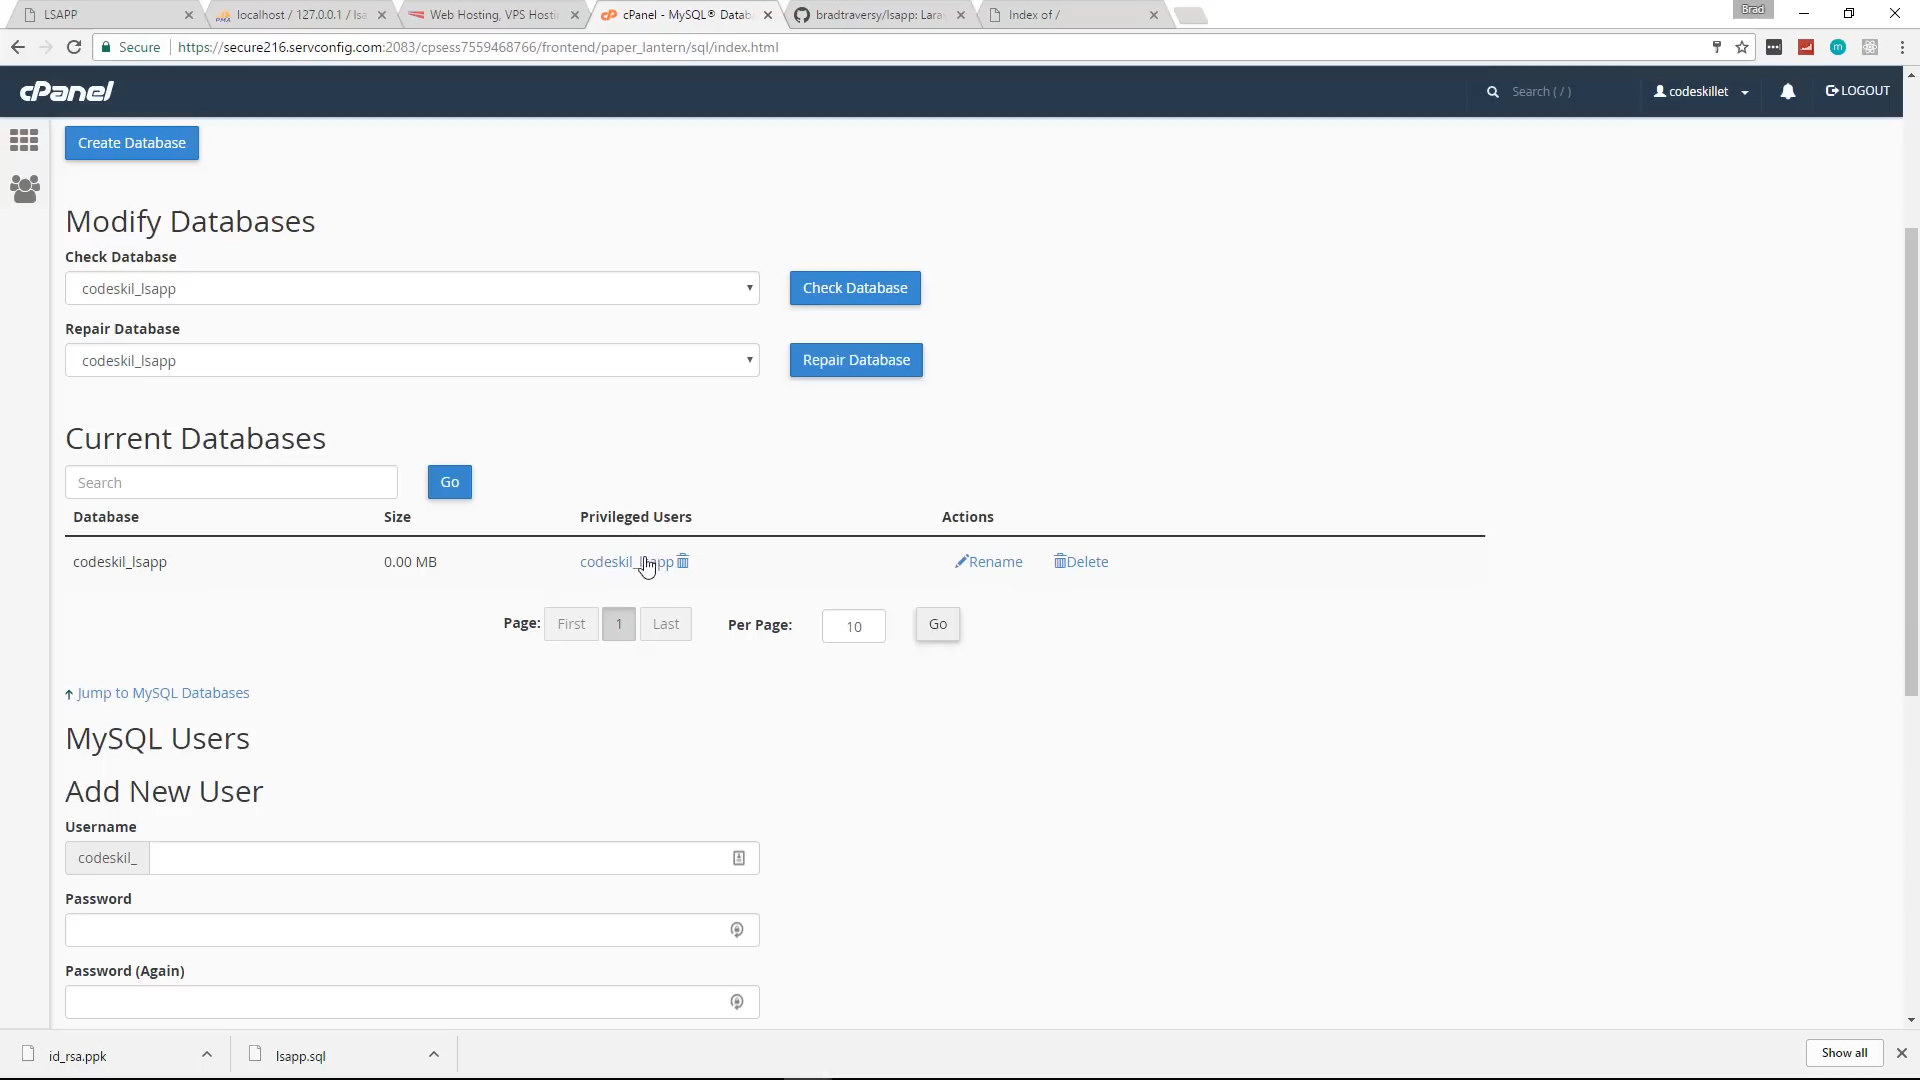 LSAPP
localhost / 127.0.0.1 / lsa
Web Hosting, VPS Hosti
cPanel - MySQL® Datab
bradtraversy/lsapp: Lara
Index of /
Brad
Secure
https://secure216.servconfig.com:2083/cpsess7559468766/frontend/paper_lantern/sql/index.html
cPanel
Search ( / )
codeskillet
LOGOUT
Create Database
Modify Databases
Check Database
codeskil_lsapp
Check Database
Repair Database
codeskil_lsapp
Repair Database
Current Databases
Search
Go
Database Size Privileged Users Actions
codeskil_lsapp 0.00 MB codeskil_lsapp Rename Delete
Page: First 1 Last Per Page: 10 Go
Jump to MySQL Databases
MySQL Users
Add New User
Username
codeskil_
Password
Password (Again)
id_rsa.ppk
lsapp.sql
Show all